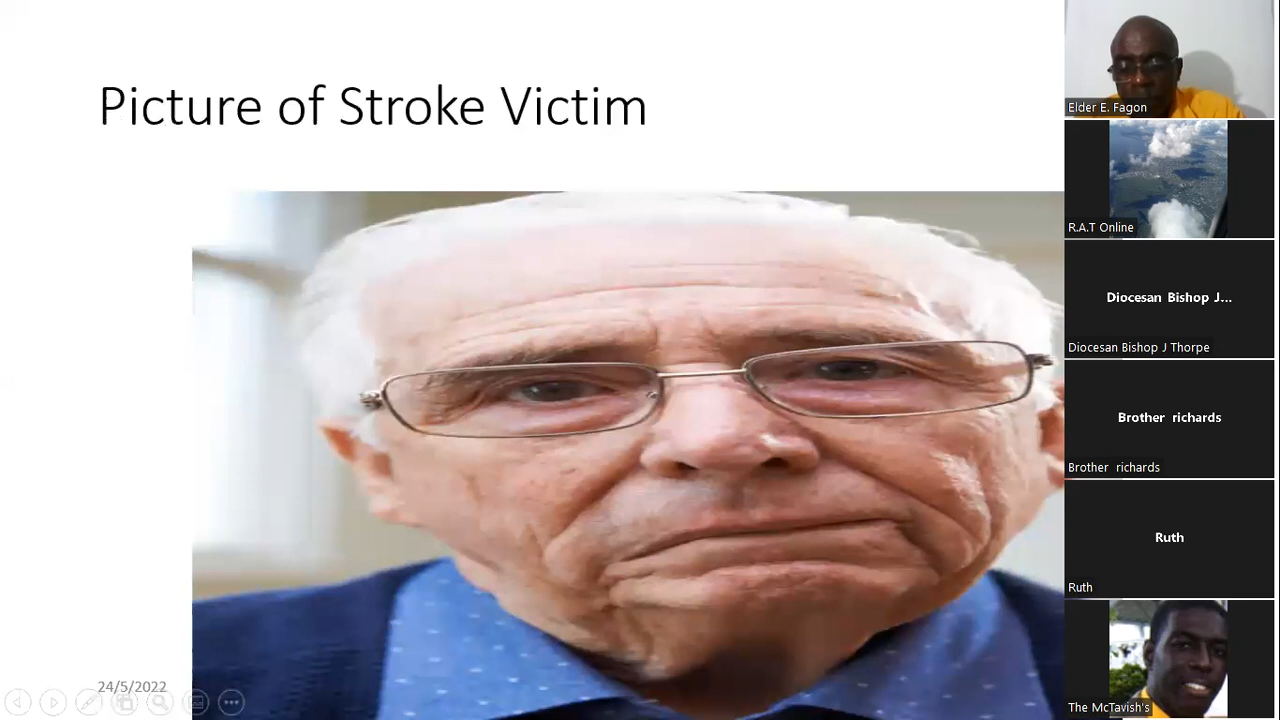 Picture of Stroke Victim
24/5/2022
Elder E. Fagon
R.A.T Online
Diocesan Bishop J...
Diocesan Bishop J Thorpe
Brother richards
Brother richards
Ruth
Ruth
The McTavish's